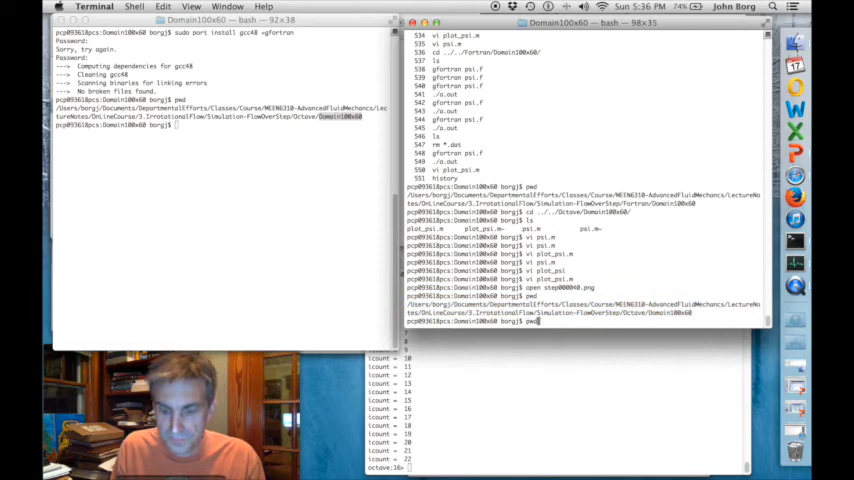 Terminal Shell Edit View Window Help
Sun 5:36 PM 74% John Borg
Domain100x60 — 92×38
pcp093618pcs:Domain100x60 borgj$ sudo port install gcc48 +gfortran
Password:
Sorry, try again.
Password:
---> Computing dependencies for gcc48
---> Cleaning gcc48
---> Scanning binaries for linking errors
---> No broken files found.
pcp093618pcs:Domain100x60 borgj$ pwd
/Users/borgj/Documents/DepartmentalEfforts/Classes/Course/MEEN6310-AdvancedFluidMechancs/Lec
tureNotes/OnLineCourse/3.IrrotationalFlow/Simulation-FlowOverStep/Octave/Domain100x60
pcp093618pcs:Domain100x60 borgj$
Domain100x60 — 98×35
534 vi plot_psi.m
535 vi psi.m
536 cd ../../Fortran/Domain100x60/
537 ls
538 gfortran psi.f
539 gfortran psi.f
540 gfortran psi.f
541 ./a.out
542 gfortran psi.f
543 ./a.out
544 gfortran psi.f
545 ./a.out
546 ls
547 rm *.dat
548 gfortran psi.f
549 ./a.out
550 vi plot_psi.m
551 history
pcp093618pcs:Domain100x60 borgj$ pwd
/Users/borgj/Documents/DepartmentalEfforts/Classes/Course/MEEN6310-AdvancedFluidMechancs/LectureNo
tes/OnLineCourse/3.IrrotationalFlow/Simulation-FlowOverStep/Fortran/Domain100x60
pcp093618pcs:Domain100x60 borgj$ cd ../../Octave/Domain100x60/
pcp093618pcs:Domain100x60 borgj$ ls
plot_psi.m plot_psi.m~ psi.m psi.m~
pcp093618pcs:Domain100x60 borgj$ vi psi.m
pcp093618pcs:Domain100x60 borgj$ vi psi.m
pcp093618pcs:Domain100x60 borgj$ vi plot_psi.m
pcp093618pcs:Domain100x60 borgj$ vi psi.m
pcp093618pcs:Domain100x60 borgj$ vi plot_psi
pcp093618pcs:Domain100x60 borgj$ vi plot_psi.m
pcp093618pcs:Domain100x60 borgj$ open step000040.png
pcp093618pcs:Domain100x60 borgj$ pwd
/Users/borgj/Documents/DepartmentalEfforts/Classes/Course/MEEN6310-AdvancedFluidMechancs/LectureNo
tes/OnLineCourse/3.IrrotationalFlow/Simulation-FlowOverStep/Octave/Domain100x60
pcp093618pcs:Domain100x60 borgj$ pwd
icount = 10
icount = 11
icount = 12
icount = 13
icount = 14
icount = 15
icount = 16
icount = 17
icount = 18
icount = 19
icount = 20
icount = 21
icount = 22
octave:16>